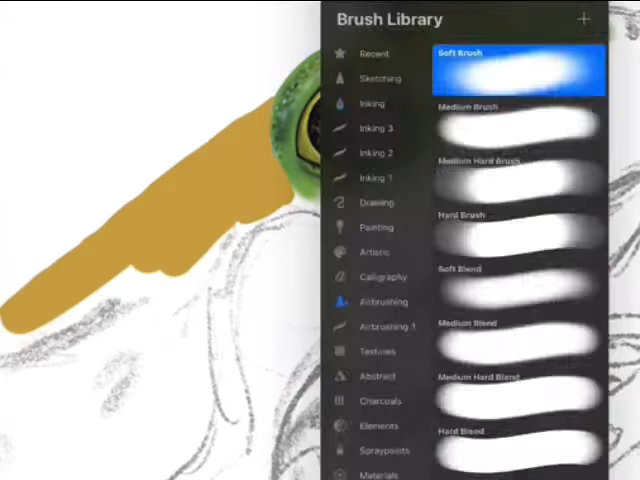 Brush Library
Recent
Sketching
Inking
Inking 3
Inking 2
Inking 1
Drawing
Painting
Artistic
Calligraphy
Airbrushing
Airbrushing 1
Textures
Abstract
Charcoals
Elements
Spraypaints
Materials
Soft Brush
Medium Brush
Medium Hard Brush
Hard Brush
Soft Blend
Medium Blend
Medium Hard Blend
Hard Blend